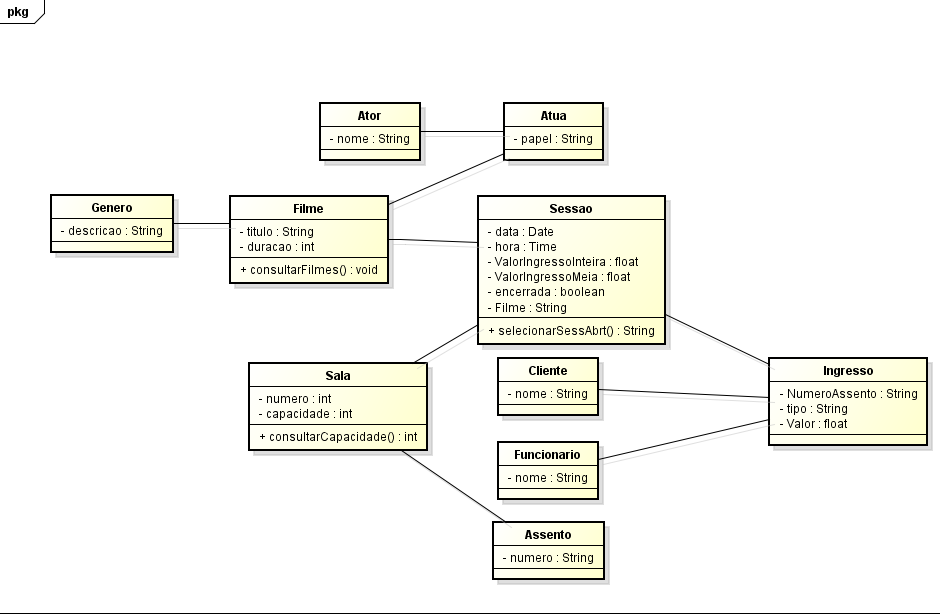 pkg
Ator
- nome : String
Atua
- papel : String
Genero
- descricao : String
Filme
- titulo : String
- duracao : int
+ consultarFilmes() : void
Sessao
- data : Date
- hora : Time
- ValorIngressoInteira : float
- ValorIngressoMeia : float
- encerrada : boolean
- Filme : String
+ selecionarSessAbrt() : String
Sala
- numero : int
- capacidade : int
+ consultarCapacidade() : int
Cliente
- nome : String
Ingresso
- NumeroAssento : String
- tipo : String
- Valor : float
Funcionario
- nome : String
Assento
- numero : String